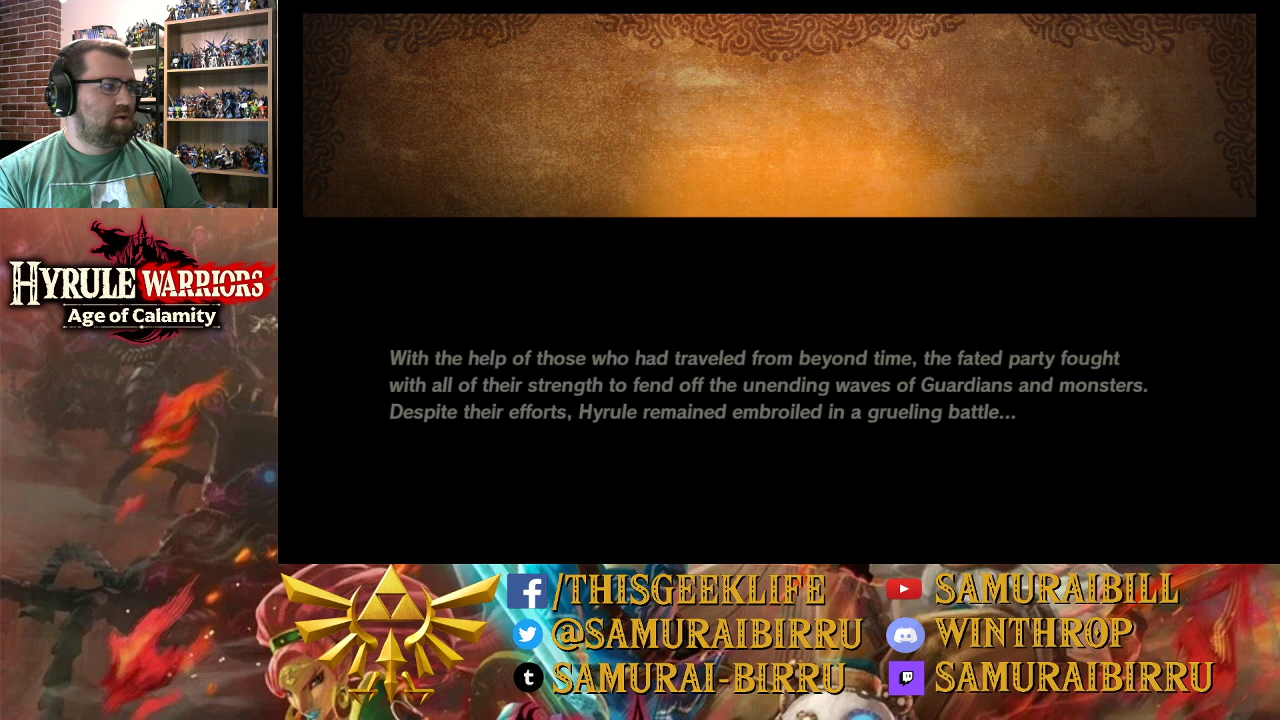 HYRULE WARRIORS
Age of Calamity
With the help of those who had traveled from beyond time, the fated party fought
with all of their strength to fend off the unending waves of Guardians and monsters.
Despite their efforts, Hyrule remained embroiled in a grueling battle...
/THISGEEKLIFE
@SAMURAIBIRRU
SAMURAI-BIRRU
SAMURAIBILL
WINTHROP
SAMURAIBIRRU